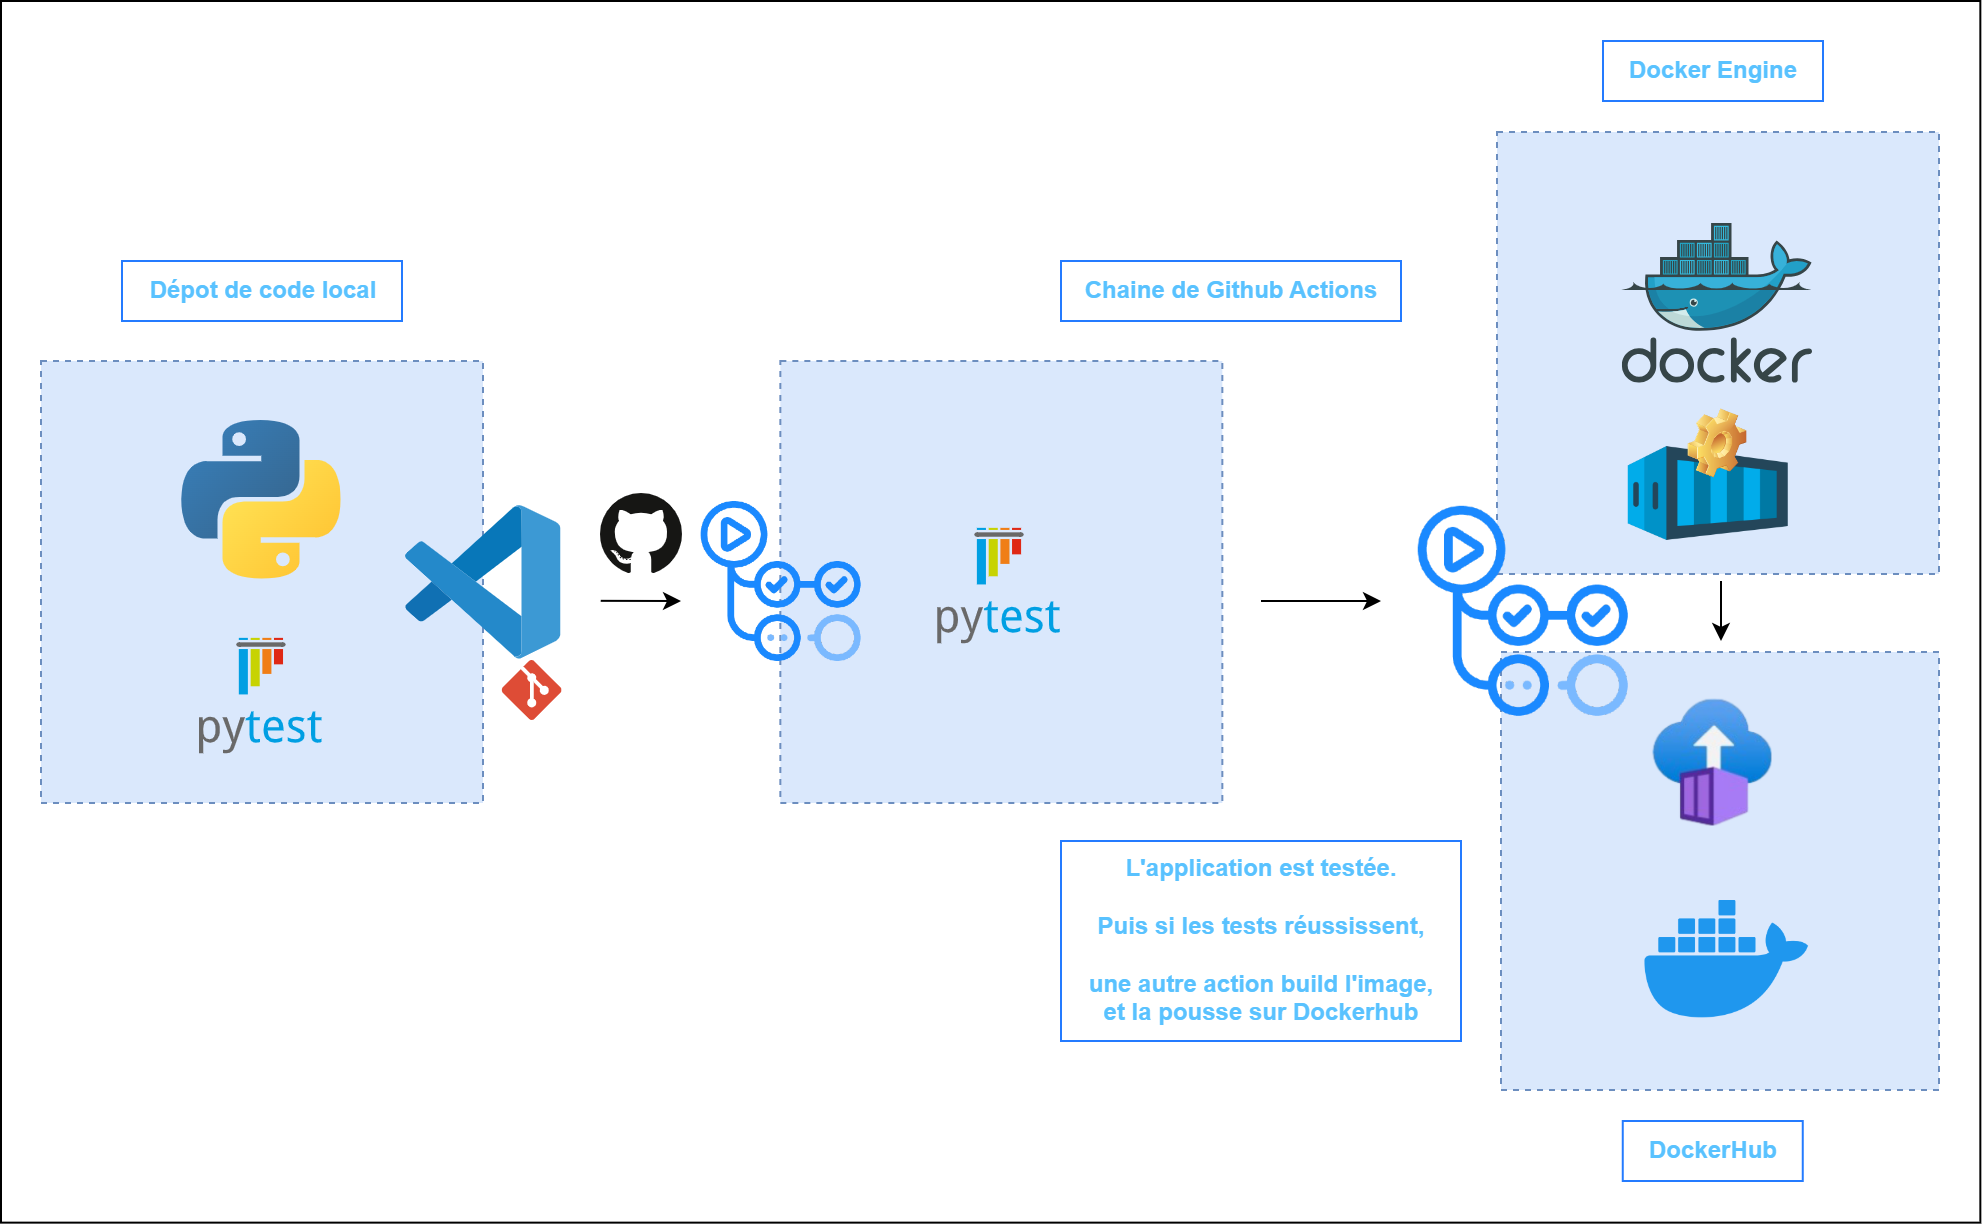 Docker Engine
Dépot de code local
Chaine de Github Actions
docker
pytest
pytest
L'application est testée.
Puis si les tests réussissent,
une autre action build l'image,
et la pousse sur Dockerhub
DockerHub